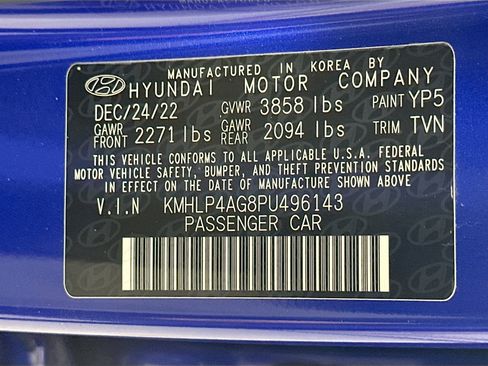 MANUFACTURED IN KOREA BY
HYUNDAI MOTOR COMPANY
DEC/24/22 GVWR 3858 lbs PAINT YP5
GAWR FRONT 2271 lbs GAWR REAR 2094 lbs TRIM TVN
THIS VEHICLE CONFORMS TO ALL APPLICABLE U.S.A. FEDERAL
MOTOR VEHICLE SAFETY, BUMPER, AND THEFT PREVENTION STANDARDS
IN EFFECT ON THE DATE OF MANUFACTURE SHOWN ABOVE.
V.I.N KMHLP4AG8PU496143
PASSENGER CAR